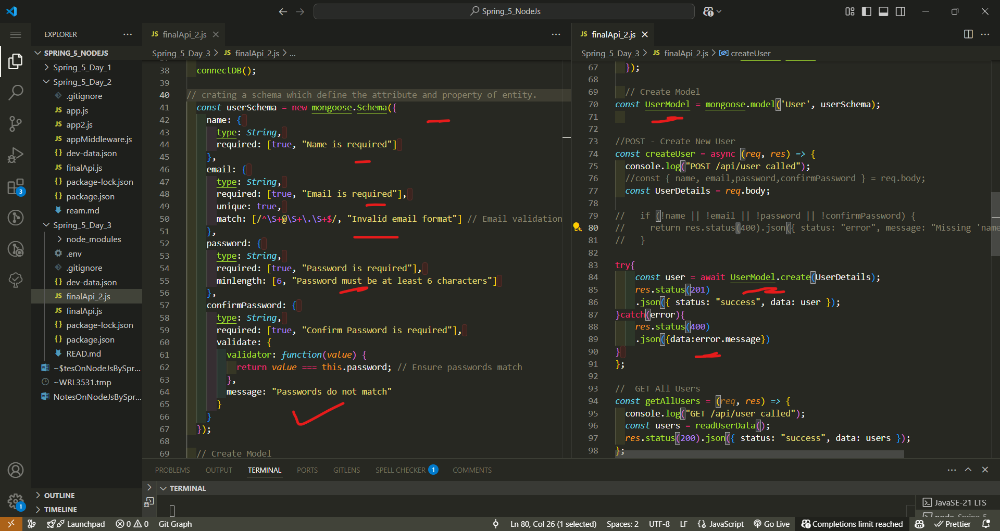 Spring_5_NodeJs
EXPLORER
SPRING_5_NODEJS
Spring_5_Day_1
Spring_5_Day_2
.gitignore
JS app.js
JS app2.js
JS appMiddleware.js
{} dev-data.json
JS finalApi.js
{} package-lock.json
{} package.json
ream.md
Spring_5_Day_3
node_modules
.env
.gitignore
{} dev-data.json
JS finalApi_2.js
JS finalApi.js
{} package-lock.json
{} package.json
READ.md
~$tesOnNodeJsBySpr...
~WRL3531.tmp
NotesOnNodeJsBySpr...
OUTLINE
TIMELINE
3
1
JS finalApi_2.js
Spring_5_Day_3 > JS finalApi_2.js > ...
38 connectDB();
39
40 // crating a schema which define the attribute and property of entity.
41 const userSchema = new mongoose.Schema({
42 name: {
43 type: String,
44 required: [true, "Name is required"]
45 },
46 email: {
47 type: String,
48 required: [true, "Email is required"],
49 unique: true,
50 match: [/^\S+@\S+\.\S+$/, "Invalid email format"] // Email validation
51 },
52 password: {
53 type: String,
54 required: [true, "Password is required"],
55 minlength: [6, "Password must be at least 6 characters"]
56 },
57 confirmPassword: {
58 type: String,
59 required: [true, "Confirm Password is required"],
60 validate: {
61 validator: function(value) {
62 return value === this.password; // Ensure passwords match
63 },
64 message: "Passwords do not match"
65 }
66 }
67 });
68
69 // Create Model
JS finalApi_2.js
Spring_5_Day_3 > JS finalApi_2.js > createUser
67 });
68
69 // Create Model
70 const UserModel = mongoose.model('User', userSchema);
71
72
73 //POST - Create New User
74 const createUser = async (req, res) => {
75 console.log("POST /api/user called");
76 //const { name, email,password,confirmPassword } = req.body;
77 const UserDetails = req.body;
78
79 // if (!name || !email || !password || !confirmPassword) {
80 // return res.status(400).json({ status: "error", message: "Missing 'name
81 // }
82
83 try{
84 const user = await UserModel.create(UserDetails);
85 res.status(201)
86 .json({ status: "success", data: user });
87 }catch(error){
88 res.status(400)
89 .json({data:error.message})
90 }
91 };
92
93 // GET All Users
94 const getAllUsers = (req, res) => {
95 console.log("GET /api/user called");
96 const users = readUserData();
97 res.status(200).json({ status: "success", data: users });
98 };
PROBLEMS OUTPUT TERMINAL PORTS GITLENS SPELL CHECKER 1 COMMENTS
TERMINAL
JavaSE-21 LTS
node Spring_5
Launchpad 0 0 Git Graph Ln 80, Col 26 (1 selected) Spaces: 2 UTF-8 LF {} JavaScript Go Live Completions limit reached Prettier